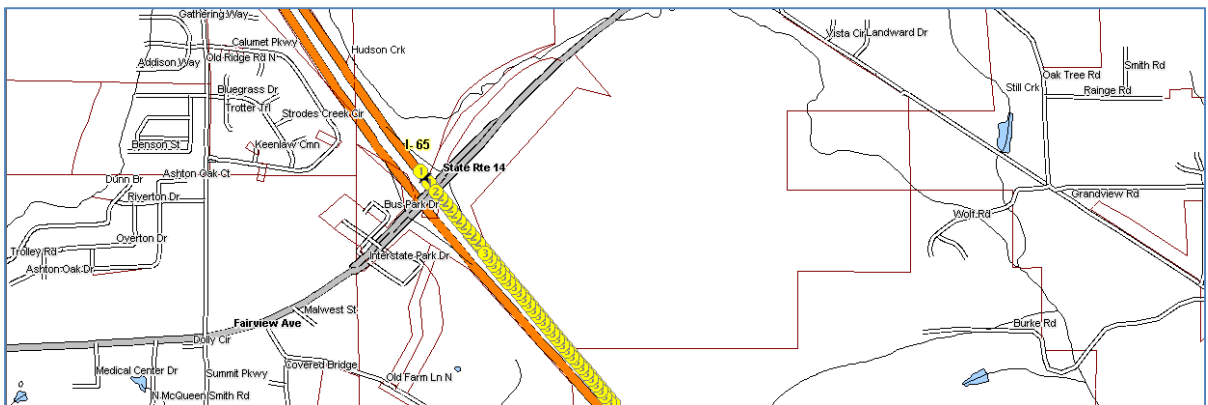 Gathering Way
Calumet Pkwy
Old Ridge Rd N
Addison Way
Hudson Crk
Bluegrass Dr
Trotter Trl
Strodes Creek Cir
Benson St
Keenlaw Cmn
I- 65
1
State Rte 14
Ashton Oak Ct
Dunn Br
Riverton Dr
2
Bus Park Dr
Overton Dr
Trolley Rd
Ashton Oak Dr
Interstate Park Dr
3
Malwest St
Fairview Ave
Dolly Cir
Medical Center Dr
Summit Pkwy
Covered Bridge
Old Farm Ln N
N McQueen Smith Rd
Vista Cir
Landward Dr
Smith Rd
Oak Tree Rd
Still Crk
Rainge Rd
Grandview Rd
Wolf Rd
Burke Rd